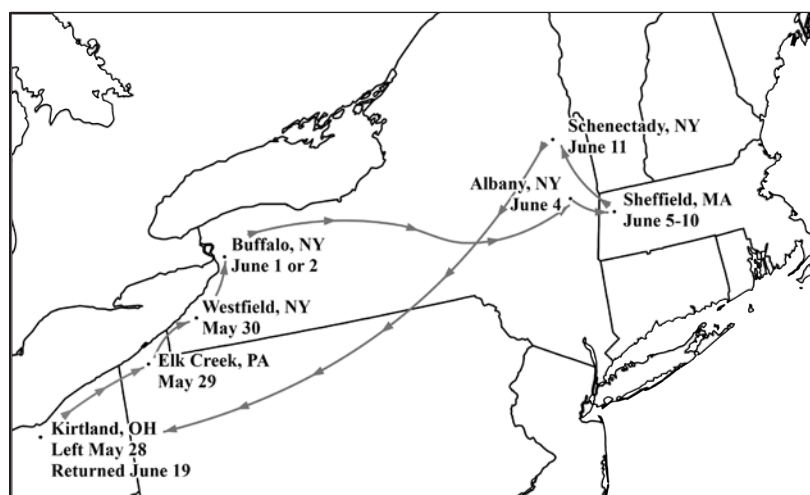 Schenectady, NY
June 11
Albany, NY
June 4
Sheffield, MA
June 5-10
Buffalo, NY
June 1 or 2
Westfield, NY
May 30
Elk Creek, PA
May 29
Kirtland, OH
Left May 28
Returned June 19